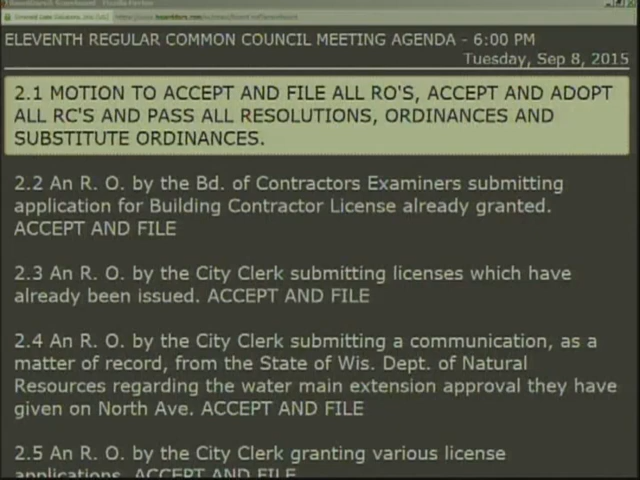 ELEVENTH REGULAR COMMON COUNCIL MEETING AGENDA - 6:00 PM
Tuesday, Sep 8, 2015
2.1 MOTION TO ACCEPT AND FILE ALL RO'S, ACCEPT AND ADOPT
ALL RC'S AND PASS ALL RESOLUTIONS, ORDINANCES AND
SUBSTITUTE ORDINANCES.
2.2 An R. O. by the Bd. of Contractors Examiners submitting
application for Building Contractor License already granted.
ACCEPT AND FILE
2.3 An R. O. by the City Clerk submitting licenses which have
already been issued. ACCEPT AND FILE
2.4 An R. O. by the City Clerk submitting a communication, as a
matter of record, from the State of Wis. Dept. of Natural
Resources regarding the water main extension approval they have
given on North Ave. ACCEPT AND FILE
2.5 An R. O. by the City Clerk granting various license
applications. ACCEPT AND FILE